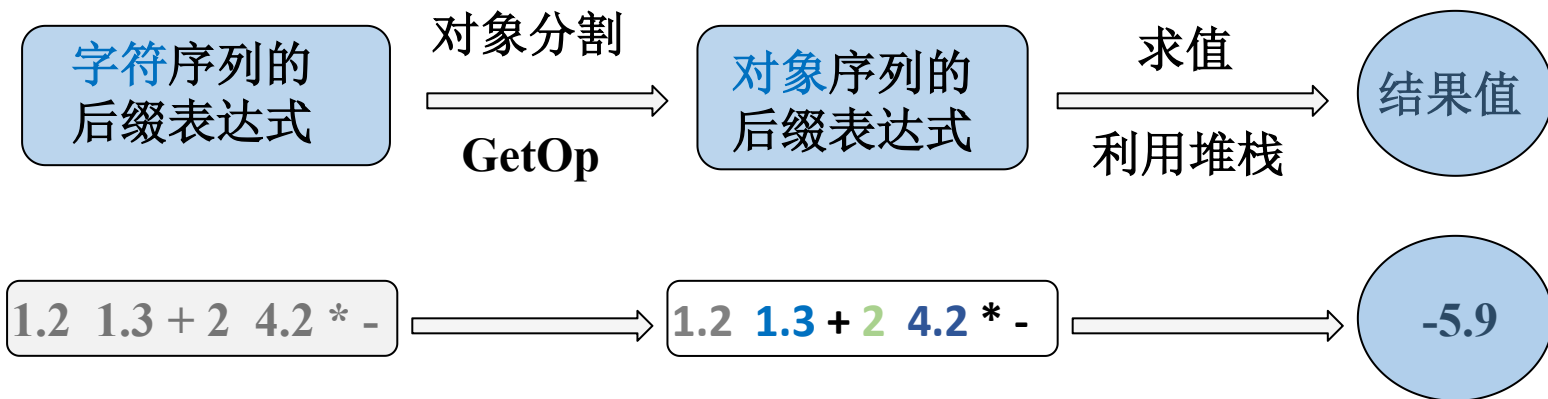 字符序列的
后缀表达式
对象分割
GetOp
对象序列的
后缀表达式
求值
利用堆栈
结果值
1.2 1.3 + 2 4.2 * -
1.2 1.3 + 2 4.2 * -
-5.9